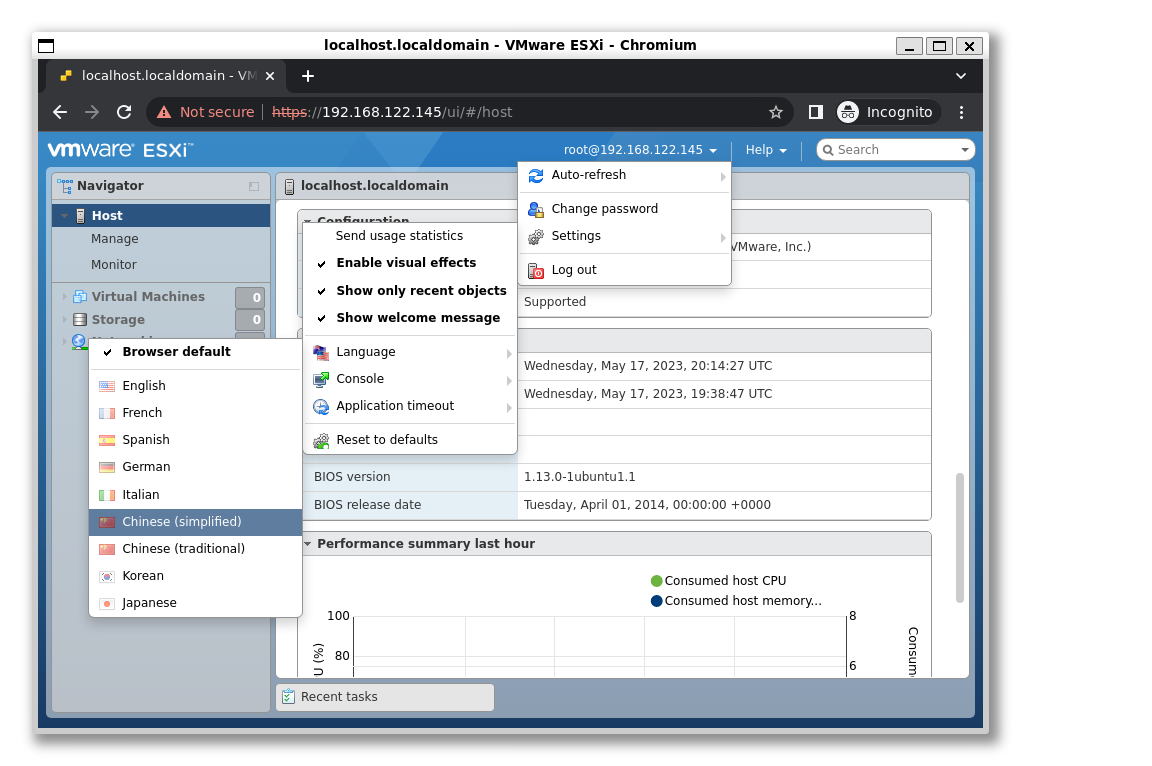 localhost.localdomain - VMware ESXi - Chromium
localhost.localdomain - VM
Not secure https://192.168.122.145/ui/#/host Incognito
vmware ESXi™ root@192.168.122.145 Help Search
Navigator
localhost.localdomain
Host
Manage
Monitor
Virtual Machines 0
Storage 0
Auto-refresh
Change password
Settings
Log out
Configuration
VMware, Inc.)
Supported
Send usage statistics
Enable visual effects
Show only recent objects
Show welcome message
Language
Console
Application timeout
Reset to defaults
Browser default
English
French
Spanish
German
Italian
Chinese (simplified)
Chinese (traditional)
Korean
Japanese
Wednesday, May 17, 2023, 20:14:27 UTC
Wednesday, May 17, 2023, 19:38:47 UTC
BIOS version 1.13.0-1ubuntu1.1
BIOS release date Tuesday, April 01, 2014, 00:00:00 +0000
Performance summary last hour
Consumed host CPU
Consumed host memory...
100 8
80 6
U (%)
Consum
Recent tasks